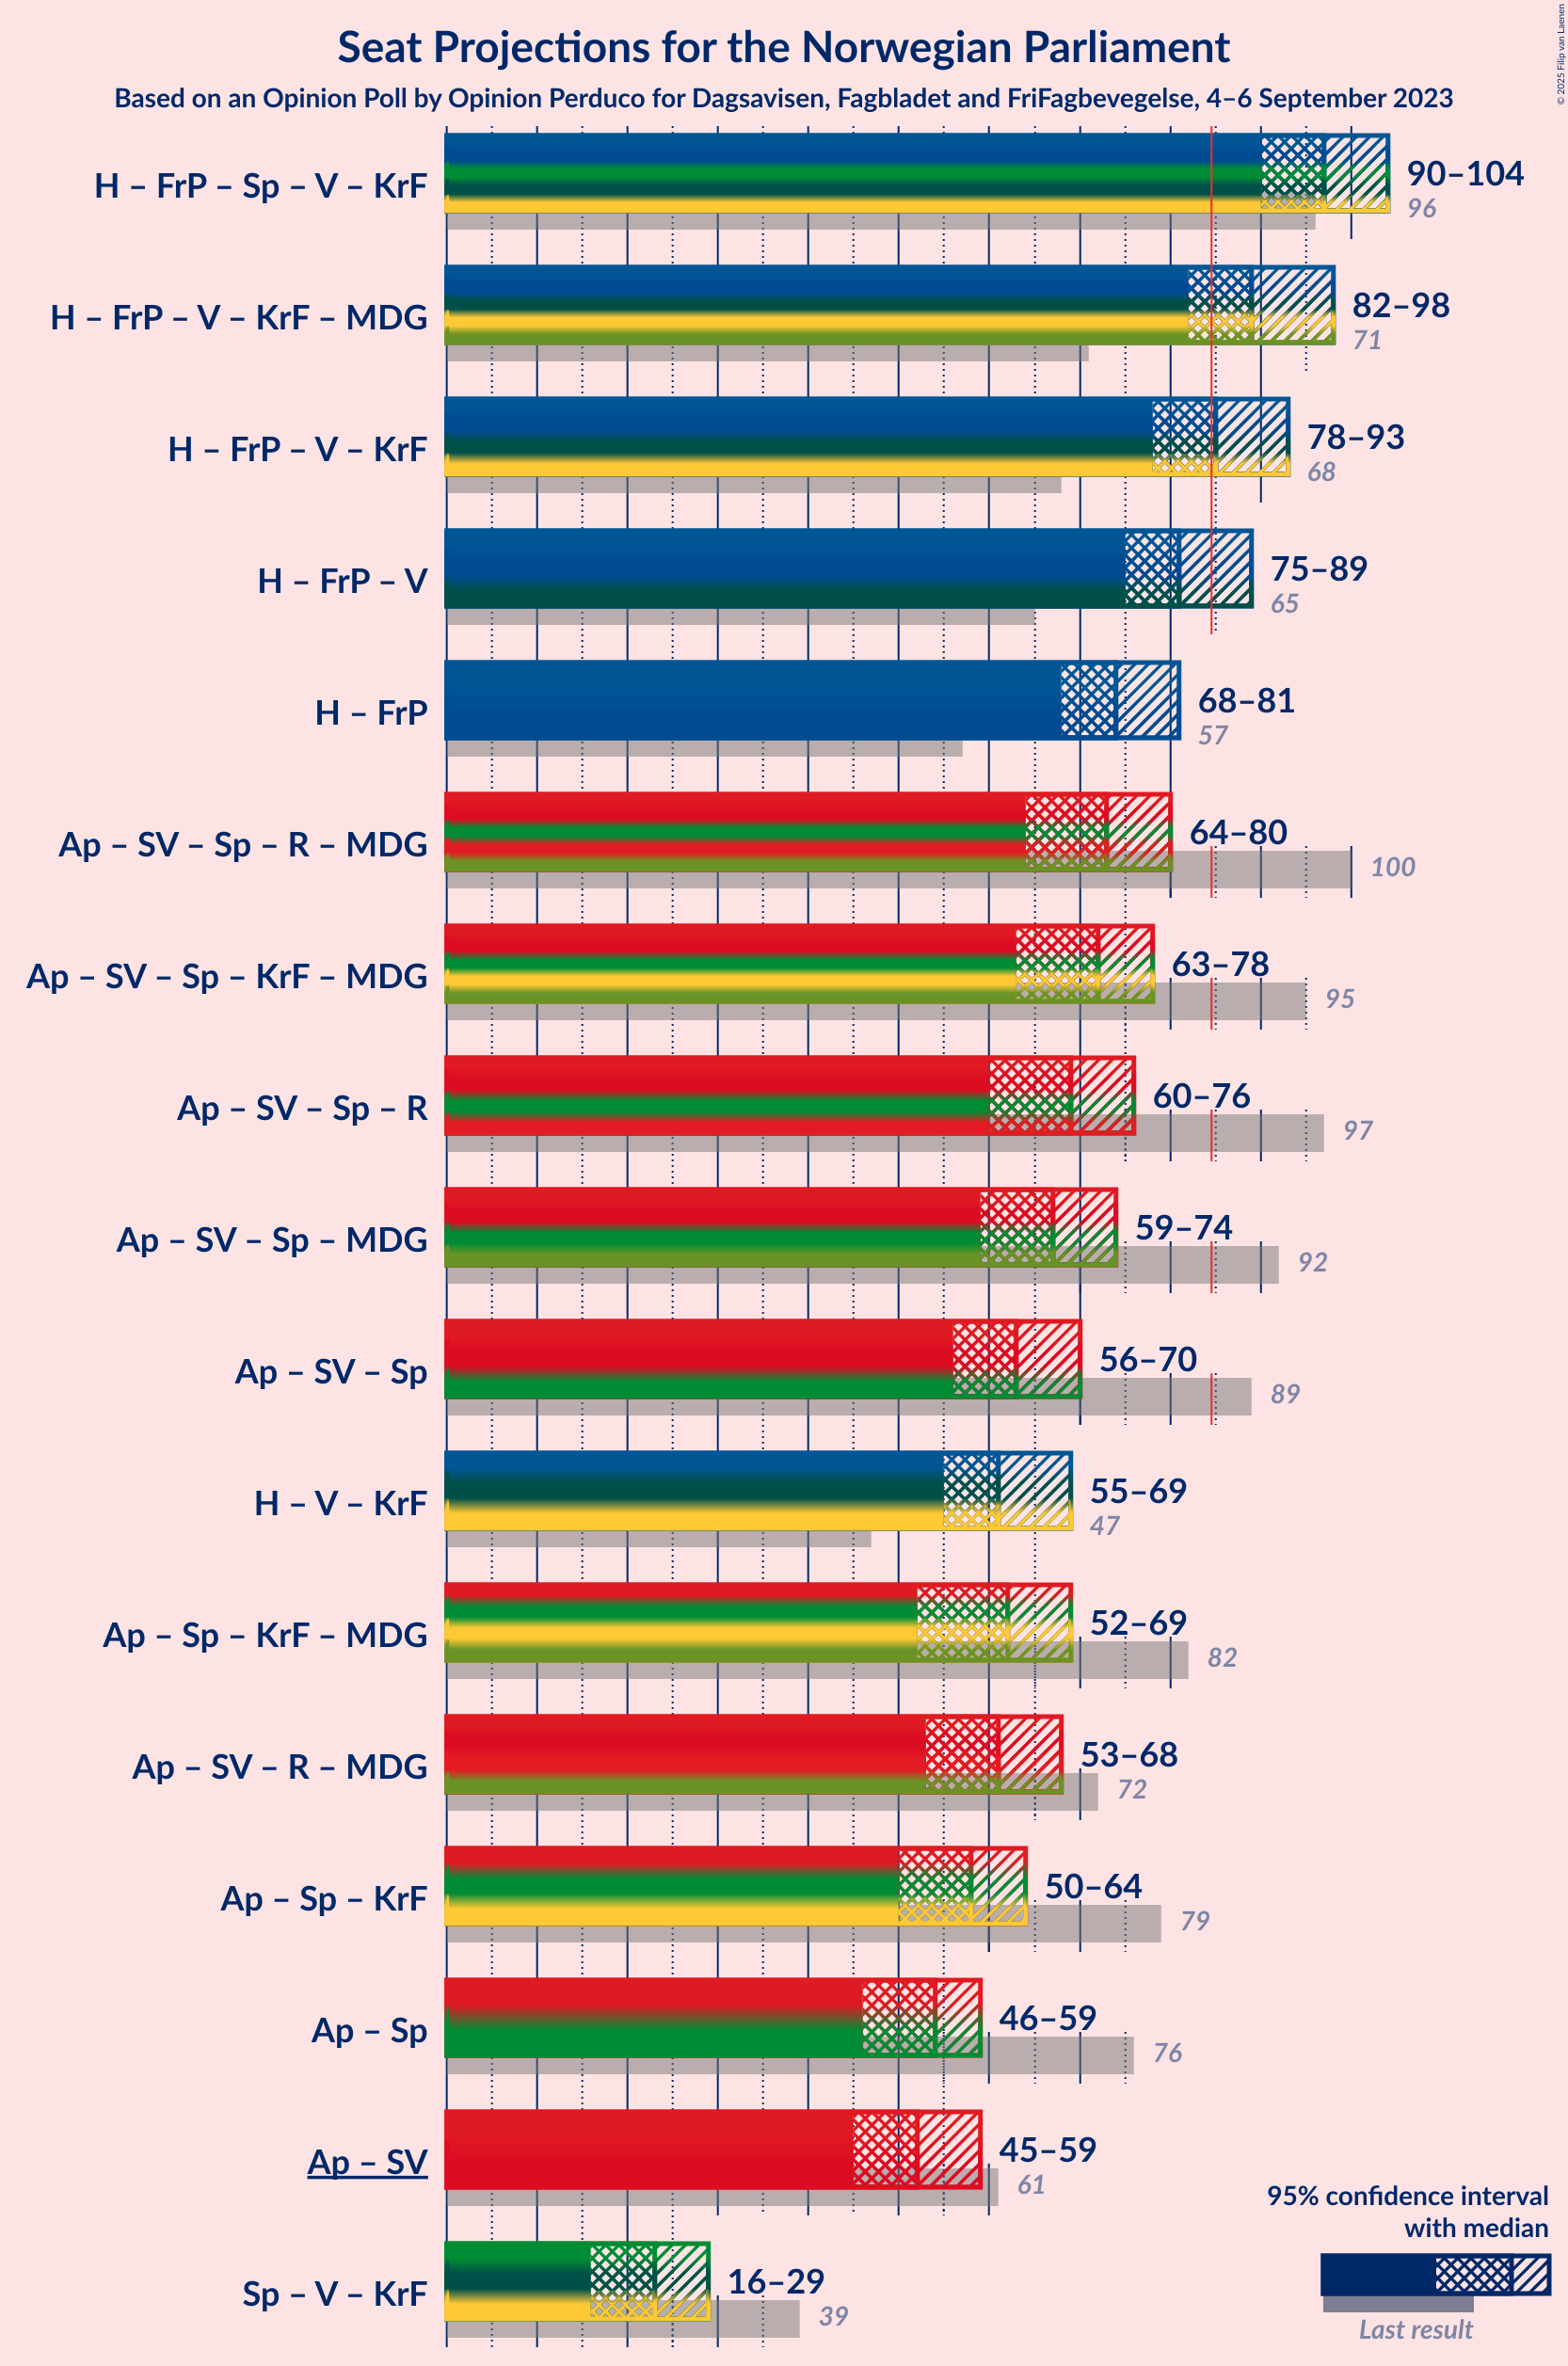 Seat Projections for the Norwegian Parliament
Based on an Opinion Poll by Opinion Perduco for Dagsavisen, Fagbladet and FriFagbevegelse, 4–6 September 2023
© 2025 Filip van Laenen
H – FrP – Sp – V – KrF
90–104
96
H – FrP – V – KrF – MDG
82–98
71
H – FrP – V – KrF
78–93
68
H – FrP – V
75–89
65
H – FrP
68–81
57
Ap – SV – Sp – R – MDG
64–80
100
Ap – SV – Sp – KrF – MDG
63–78
95
Ap – SV – Sp – R
60–76
97
Ap – SV – Sp – MDG
59–74
92
Ap – SV – Sp
56–70
89
H – V – KrF
55–69
47
Ap – Sp – KrF – MDG
52–69
82
Ap – SV – R – MDG
53–68
72
Ap – Sp – KrF
50–64
79
Ap – Sp
46–59
76
Ap – SV
45–59
61
Sp – V – KrF
16–29
39
95% confidence interval
with median
Last result